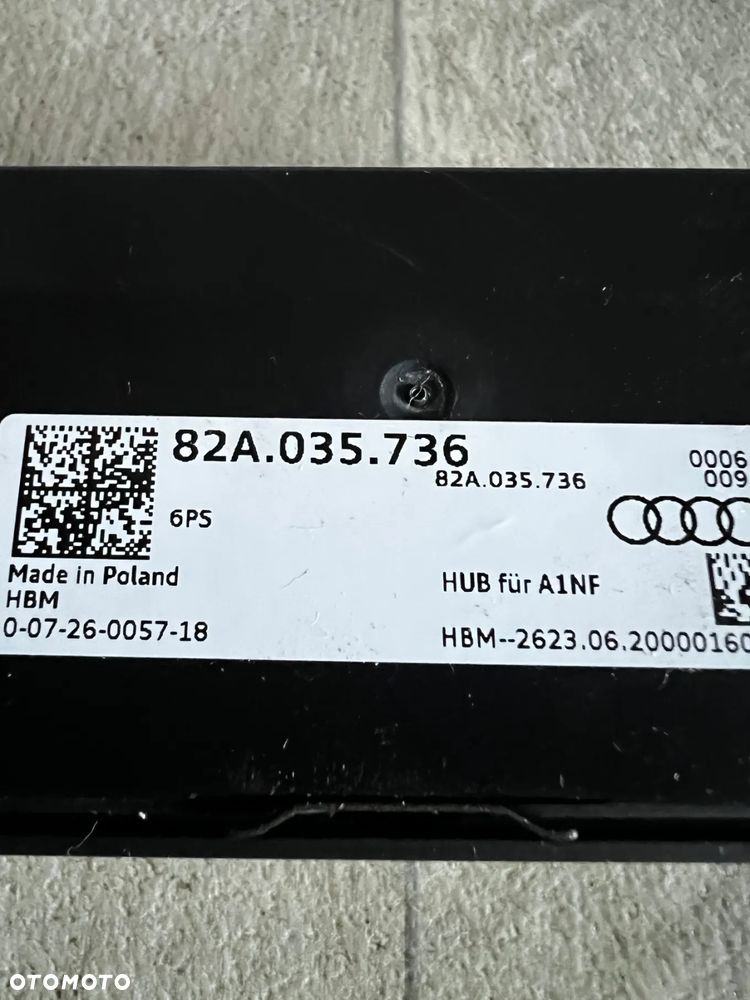 82A.035.736
82A.035.736
0006
009
6PS
Made in Poland
HBM
0-07-26-0057-18
HUB für A1NF
HBM--2623.06.20000160
OTOMOTO